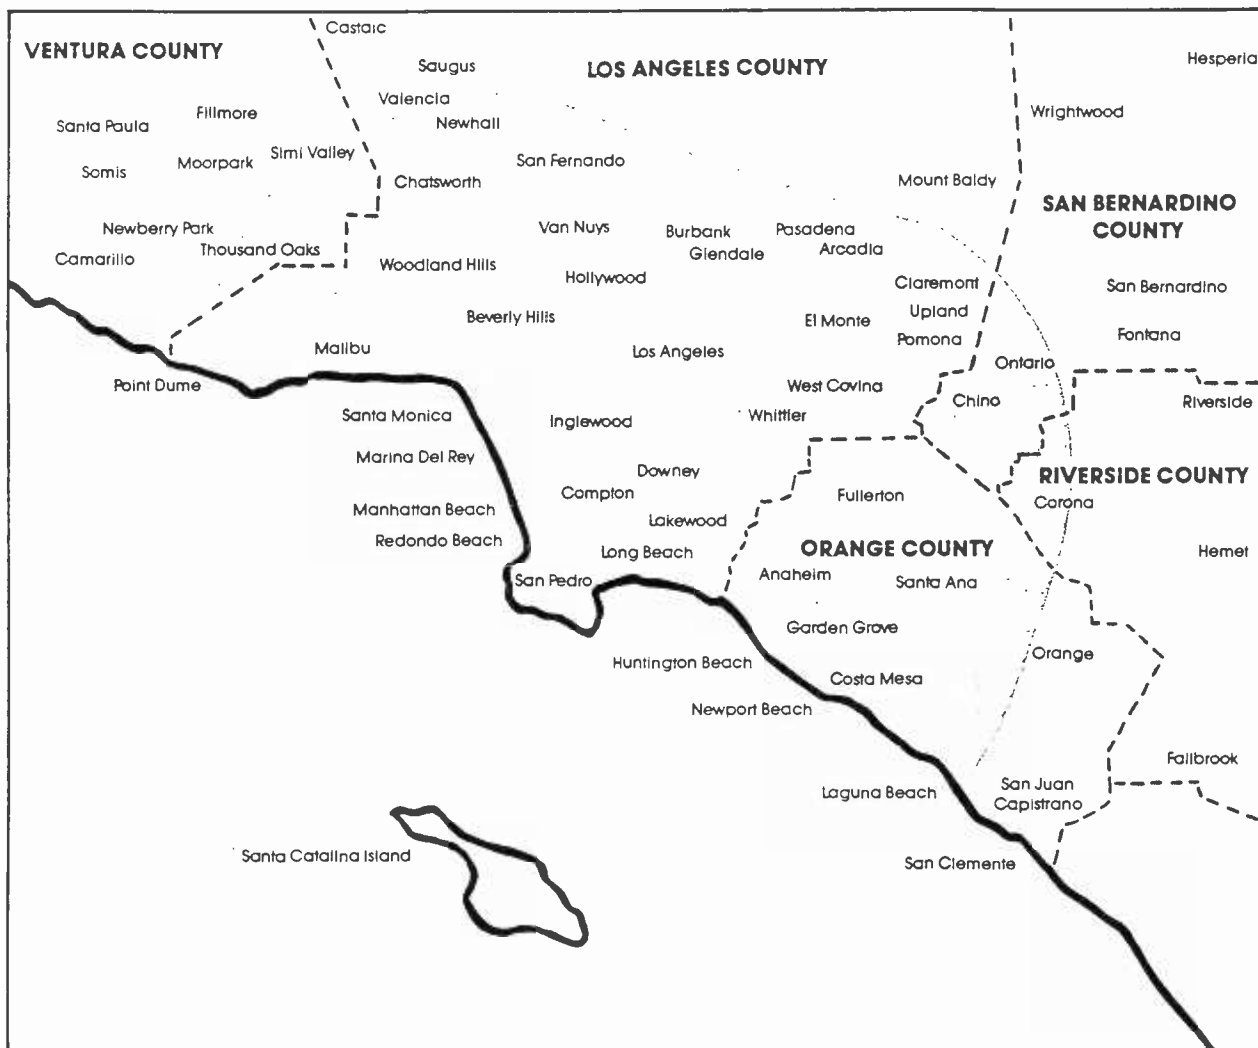 Castaic
VENTURA COUNTY
Saugus
LOS ANGELES COUNTY
Hesperia
Valencia
Fillmore
Newhall
Wrightwood
Santa Paula
Simi Valley
Moorpark
San Fernando
Somis
Chatsworth
Mount Baldy
SAN BERNARDINO
COUNTY
Newberry Park
Van Nuys
Burbank
Pasadena
Thousand Oaks
Glendale
Arcadia
Camarillo
Woodland Hills
Hollywood
Claremont
San Bernardino
Beverly Hills
El Monte
Upland
Pomona
Fontana
Malibu
Los Angeles
Ontario
Point Dume
West Covina
Chino
Riverside
Santa Monica
Inglewood
Whittier
Marina Del Rey
Downey
RIVERSIDE COUNTY
Compton
Fullerton
Corona
Manhattan Beach
Lakewood
Redondo Beach
Long Beach
ORANGE COUNTY
Hemet
San Pedro
Anaheim
Santa Ana
Garden Grove
Huntington Beach
Orange
Costa Mesa
Newport Beach
Fallbrook
Laguna Beach
San Juan
Capistrano
Santa Catalina Island
San Clemente